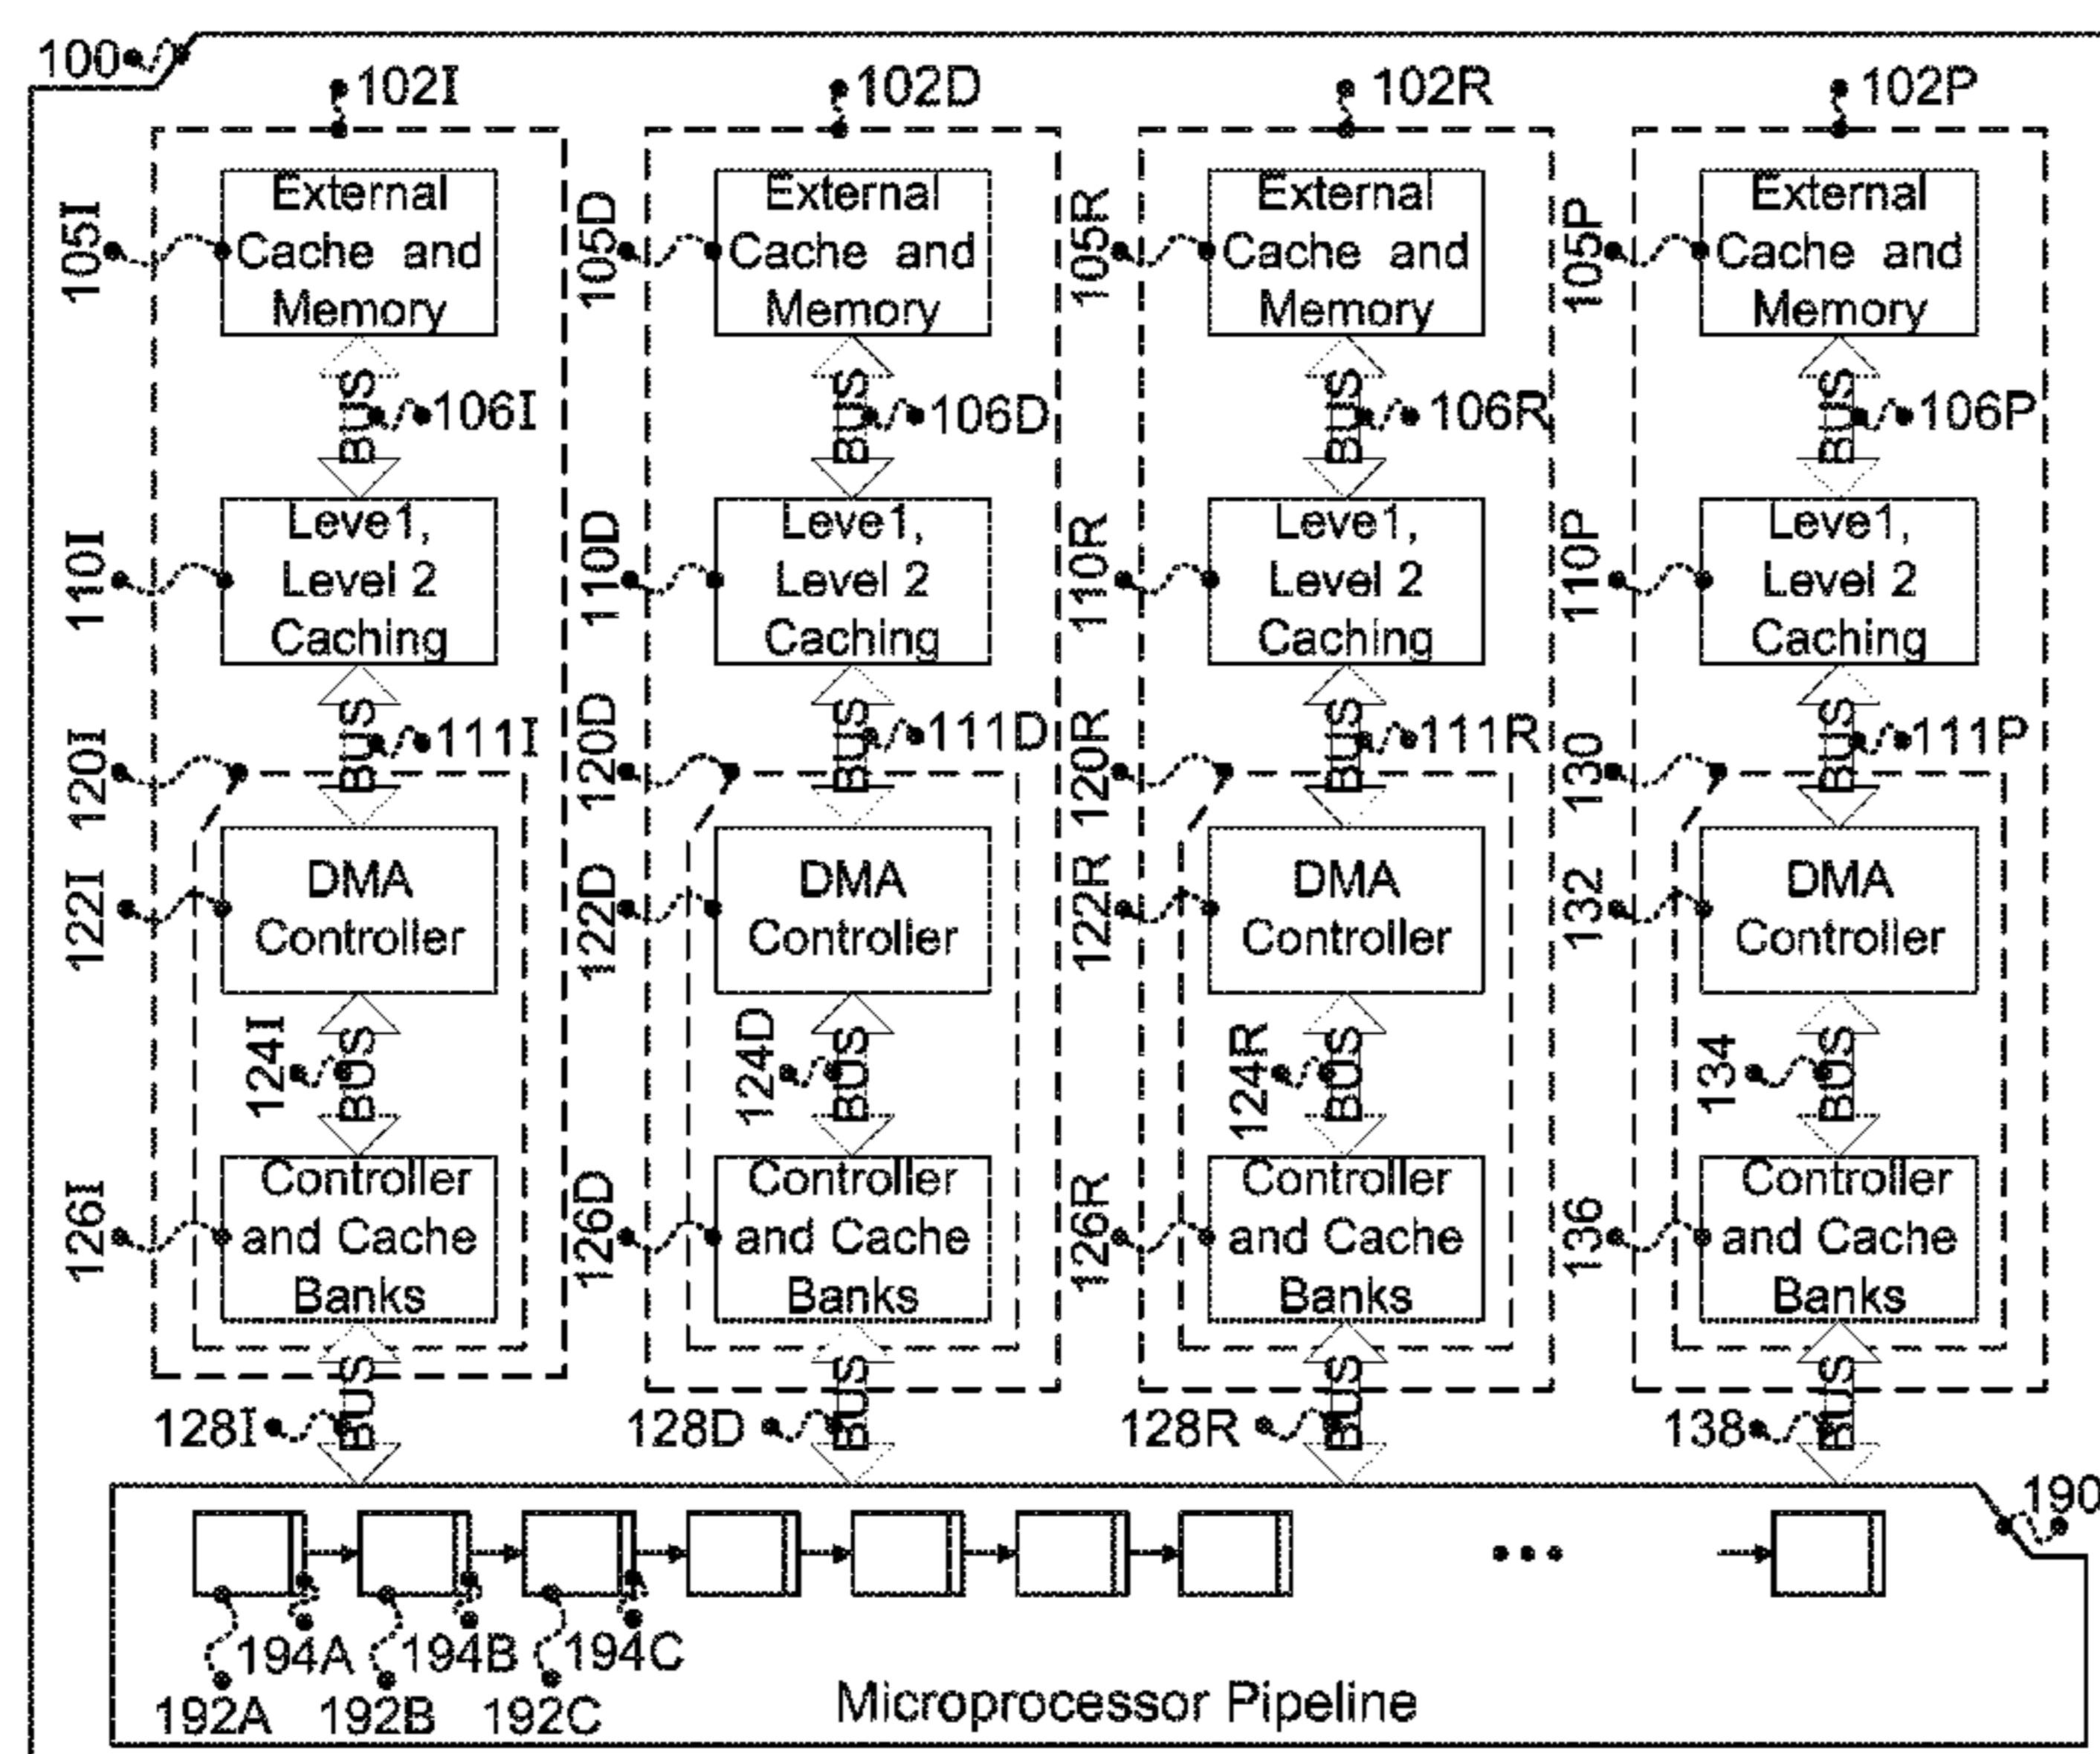 100
102I
102D
102R
102P
External
Cache and
Memory
External
Cache and
Memory
External
Cache and
Memory
External
Cache and
Memory
105I
105D
105R
105P
BUS
106I
BUS
106D
BUS
106R
BUS
106P
Leve1,
Level 2
Caching
Leve1,
Level 2
Caching
Leve1,
Level 2
Caching
Leve1,
Level 2
Caching
110I
110D
110R
110P
BUS
111I
BUS
111D
BUS
111R
BUS
111P
120I
120D
120R
130
DMA
Controller
DMA
Controller
DMA
Controller
DMA
Controller
122I
122D
122R
132
124I
BUS
124D
BUS
124R
BUS
134
BUS
Controller
and Cache
Banks
Controller
and Cache
Banks
Controller
and Cache
Banks
Controller
and Cache
Banks
126I
126D
126R
136
128I
BUS
128D
BUS
128R
BUS
138
BUS
190
194A
194B
194C
192A
192B
192C
Microprocessor Pipeline